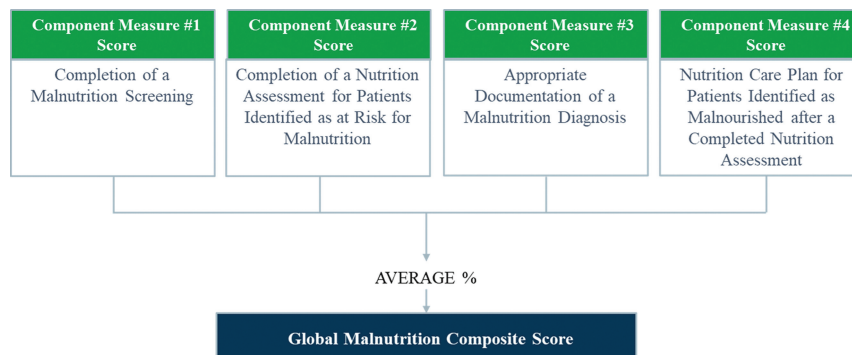 Component Measure #1
Score
Completion of a
Malnutrition Screening
Component Measure #2
Score
Completion of a Nutrition
Assessment for Patients
Identified as at Risk for
Malnutrition
Component Measure #3
Score
Appropriate
Documentation of a
Malnutrition Diagnosis
Component Measure #4
Score
Nutrition Care Plan for
Patients Identified as
Malnourished after a
Completed Nutrition
Assessment
AVERAGE %
Global Malnutrition Composite Score